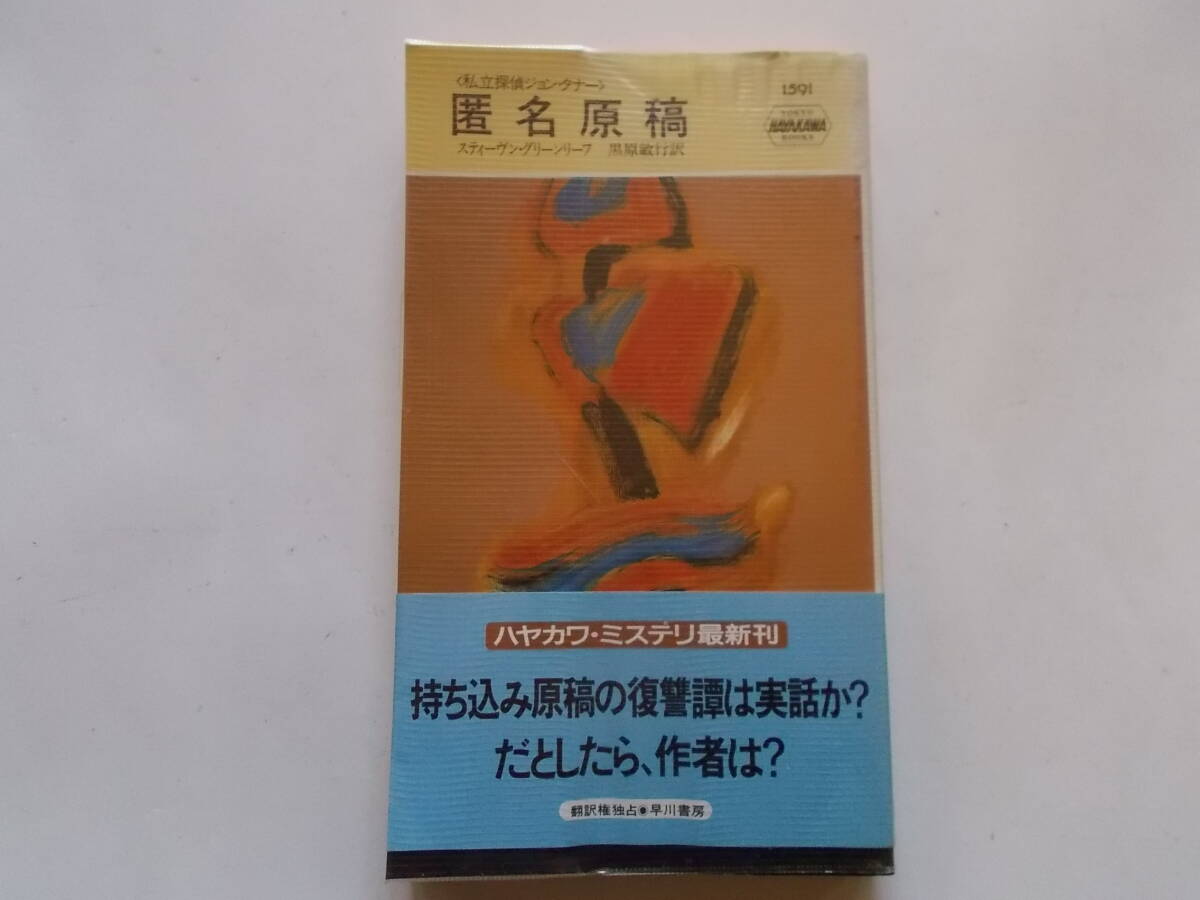 〈私立探偵ジョン・タナー〉
匿名原稿
スティーヴン・グリーンリーフ 黒原敏行訳
1591
TOKYO
HAYAKAWA
BOOKS
ハヤカワ・ミステリ最新刊
持ち込み原稿の復讐譚は実話か?
だとしたら、作者は?
翻訳権独占◉早川書房